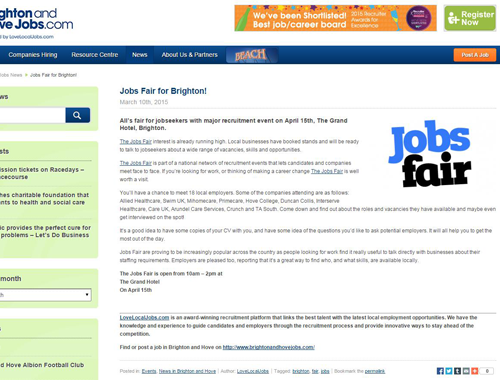 ghton and
ve Jobs.com
d by LoveLocalJobs.com
We've been Shortlisted!
Best job/career board
2015 Recruiter
Awards for
Excellence
Register
Now
Companies Hiring
Resource Centre
News
About Us & Partners
BEACH
Post A Job
Jobs News > Jobs Fair for Brighton!
ws
sts
ission tickets on Racedays –
cecourse
hes charitable foundation that
ants to health and social care
ic provides the perfect cure for
problems – Let's Do Business
month
th
s
d Hove Albion Football Club
Jobs Fair for Brighton!
March 10th, 2015
All's fair for jobseekers with major recruitment event on April 15th, The Grand
Hotel, Brighton.
The Jobs Fair interest is already running high. Local businesses have booked stands and will be ready
to talk to jobseekers about a wide range of vacancies, skills and opportunities.
The Jobs Fair is part of a national network of recruitment events that lets candidates and companies
meet face to face. If you're looking for work, or thinking of making a career change The Jobs Fair is well
worth a visit.
You'll have a chance to meet 18 local employers. Some of the companies attending are as follows:
Allied Healthcare, Swim UK, Mihomecare, Primecare, Hove College, Duncan Collis, Interserve
Healthcare, Care UK, Arundel Care Services, Crunch and TA South. Come down and find out about the roles and vacancies they have available and maybe even
get interviewed on the spot!
It's a good idea to have some copies of your CV with you, and have some idea of the questions you'd like to ask potential employers. It will all help you to get the
most out of the day.
Jobs Fair are proving to be increasingly popular across the country as people looking for work find it really useful to talk directly with businesses about their
staffing requirements. Employers are pleased too, reporting that it's a great way to find who, and what skills, are available locally.
The Jobs Fair is open from 10am – 2pm at
The Grand Hotel
On April 15th
Jobs
fair
LoveLocalJobs.com is an award-winning recruitment platform that links the best talent with the latest local employment opportunities. We have the
knowledge and experience to guide candidates and employers through the recruitment process and provide innovative ways to stay ahead of the
competition.
Find or post a job in Brighton and Hove on http://www.brightonandhovejobs.com/
Posted in: Events, News in Brighton and Hove | Author: LoveLocalJobs | Tagged: brighton, fair, jobs | Bookmark the permalink.
0